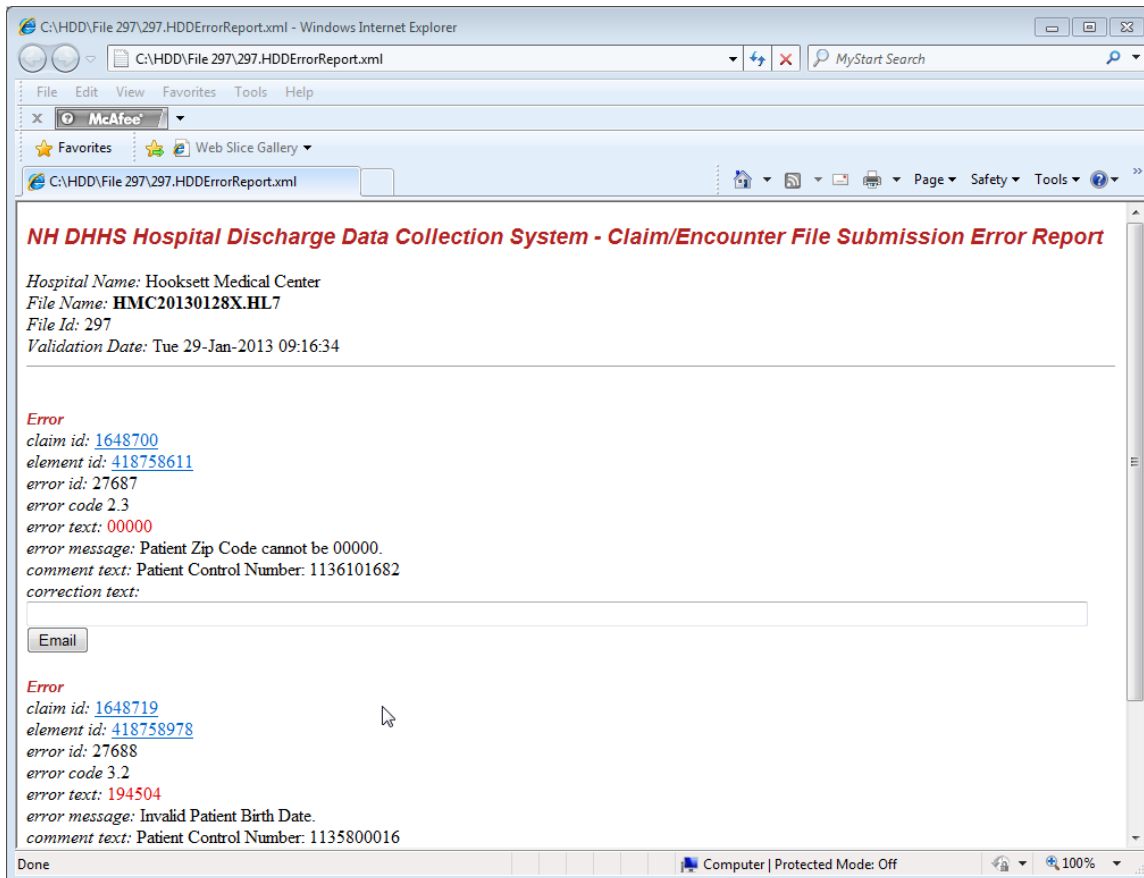 C:\HDD\File 297\297.HDDErrorReport.xml - Windows Internet Explorer
C:\HDD\File 297\297.HDDErrorReport.xml
MyStart Search
File Edit View Favorites Tools Help
x McAfee
Favorites Web Slice Gallery
C:\HDD\File 297\297.HDDErrorReport.xml
Page Safety Tools »
NH DHHS Hospital Discharge Data Collection System - Claim/Encounter File Submission Error Report
Hospital Name: Hooksett Medical Center
File Name: HMC20130128X.HL7
File Id: 297
Validation Date: Tue 29-Jan-2013 09:16:34
Error
claim id: 1648700
element id: 418758611
error id: 27687
error code 2.3
error text: 00000
error message: Patient Zip Code cannot be 00000.
comment text: Patient Control Number: 1136101682
correction text:
Email
Error
claim id: 1648719
element id: 418758978
error id: 27688
error code 3.2
error text: 194504
error message: Invalid Patient Birth Date.
comment text: Patient Control Number: 1135800016
Done
Computer | Protected Mode: Off
100%